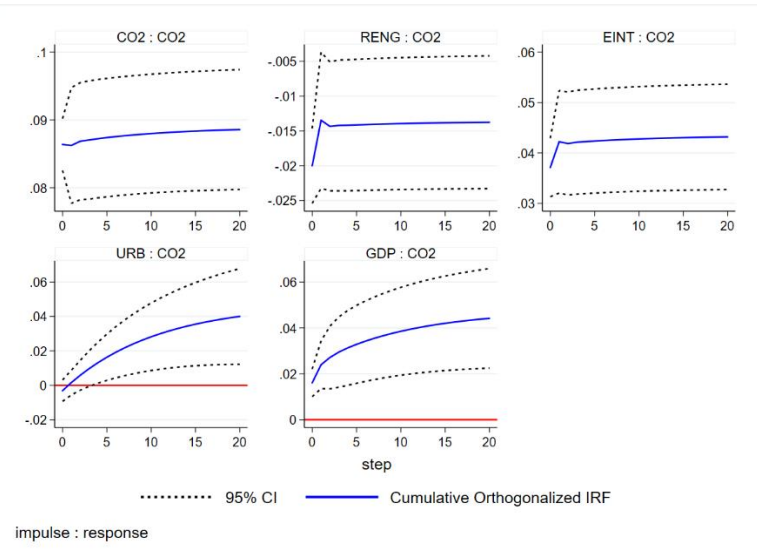 CO2 : CO2
.1
.09
.08
0 5 10 15 20
RENG : CO2
-.005
-.01
-.015
-.02
-.025
0 5 10 15 20
EINT : CO2
.06
.05
.04
.03
0 5 10 15 20
URB : CO2
.06
.04
.02
0
-.02
0 5 10 15 20
GDP : CO2
.06
.04
.02
0
0 5 10 15 20
step
95% CI Cumulative Orthogonalized IRF
impulse : response